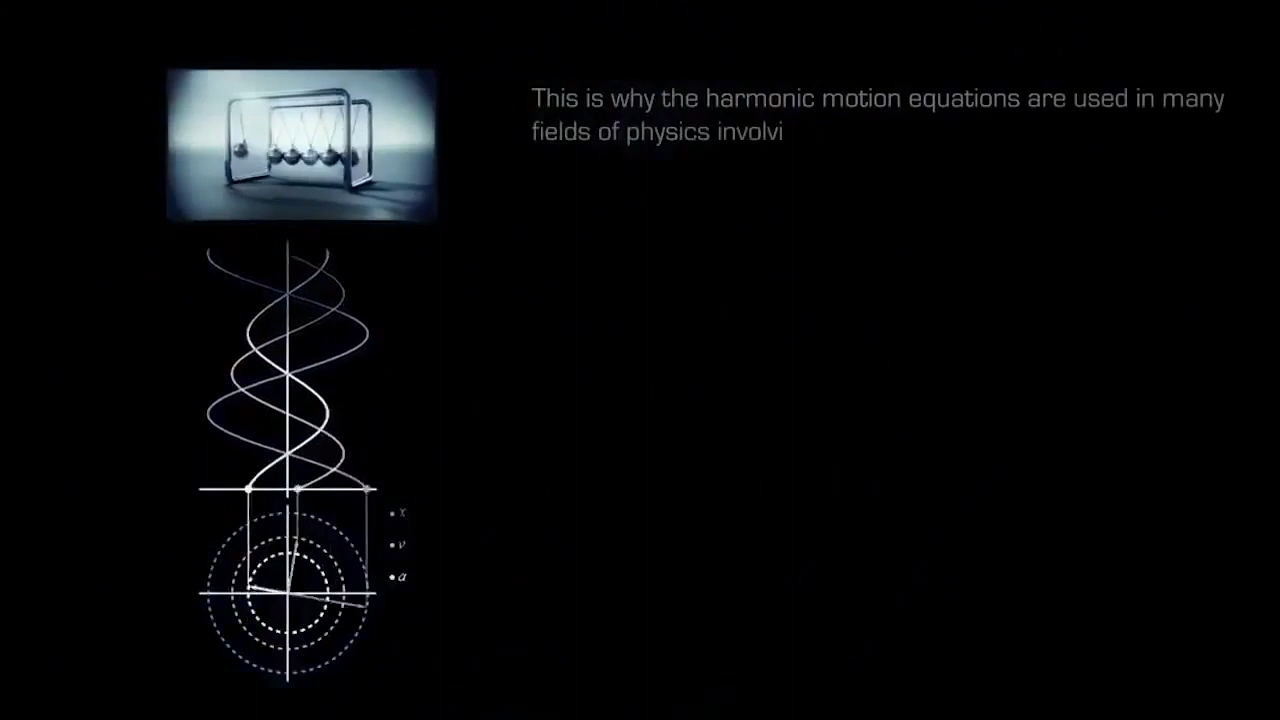 This is why the harmonic motion equations are used in many
fields of physics involvi
x
v
a